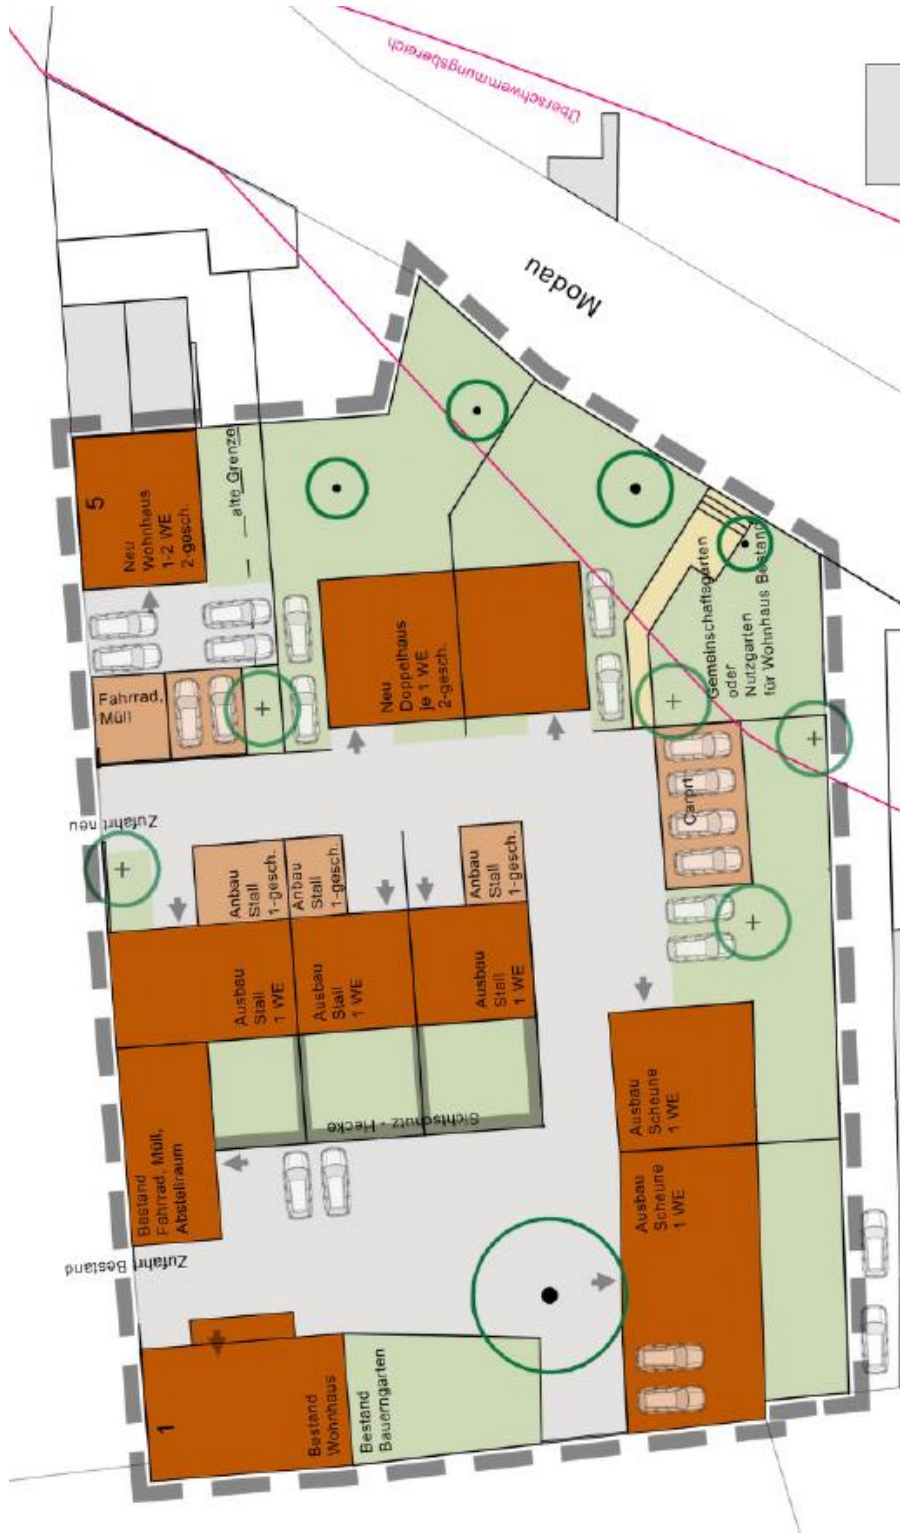 Überschwemmungsbereich
Modau
5
Neu
Wohnhaus
1-2 WE
2-gesch.
alte Grenze
Fahrrad,
Müll
Neu
Doppelhaus
je 1 WE
2-gesch.
Gemeinschaftsgarten
oder
Nutzgarten
für Wohnhaus Bestand
Carport
Zufahrt neu
Anbau
Stall
1-gesch.
Anbau
Stall
1-gesch.
Anbau
Stall
1-gesch.
Ausbau
Stall
1 WE
Ausbau
Stall
1 WE
Ausbau
Stall
1 WE
Sichtschutz - Hecke
Bestand
Fahrrad, Müll,
Abstellraum
Zufahrt Bestand
Ausbau
Scheune
1 WE
Ausbau
Scheune
1 WE
1
Bestand
Wohnhaus
Bestand
Bauerngarten